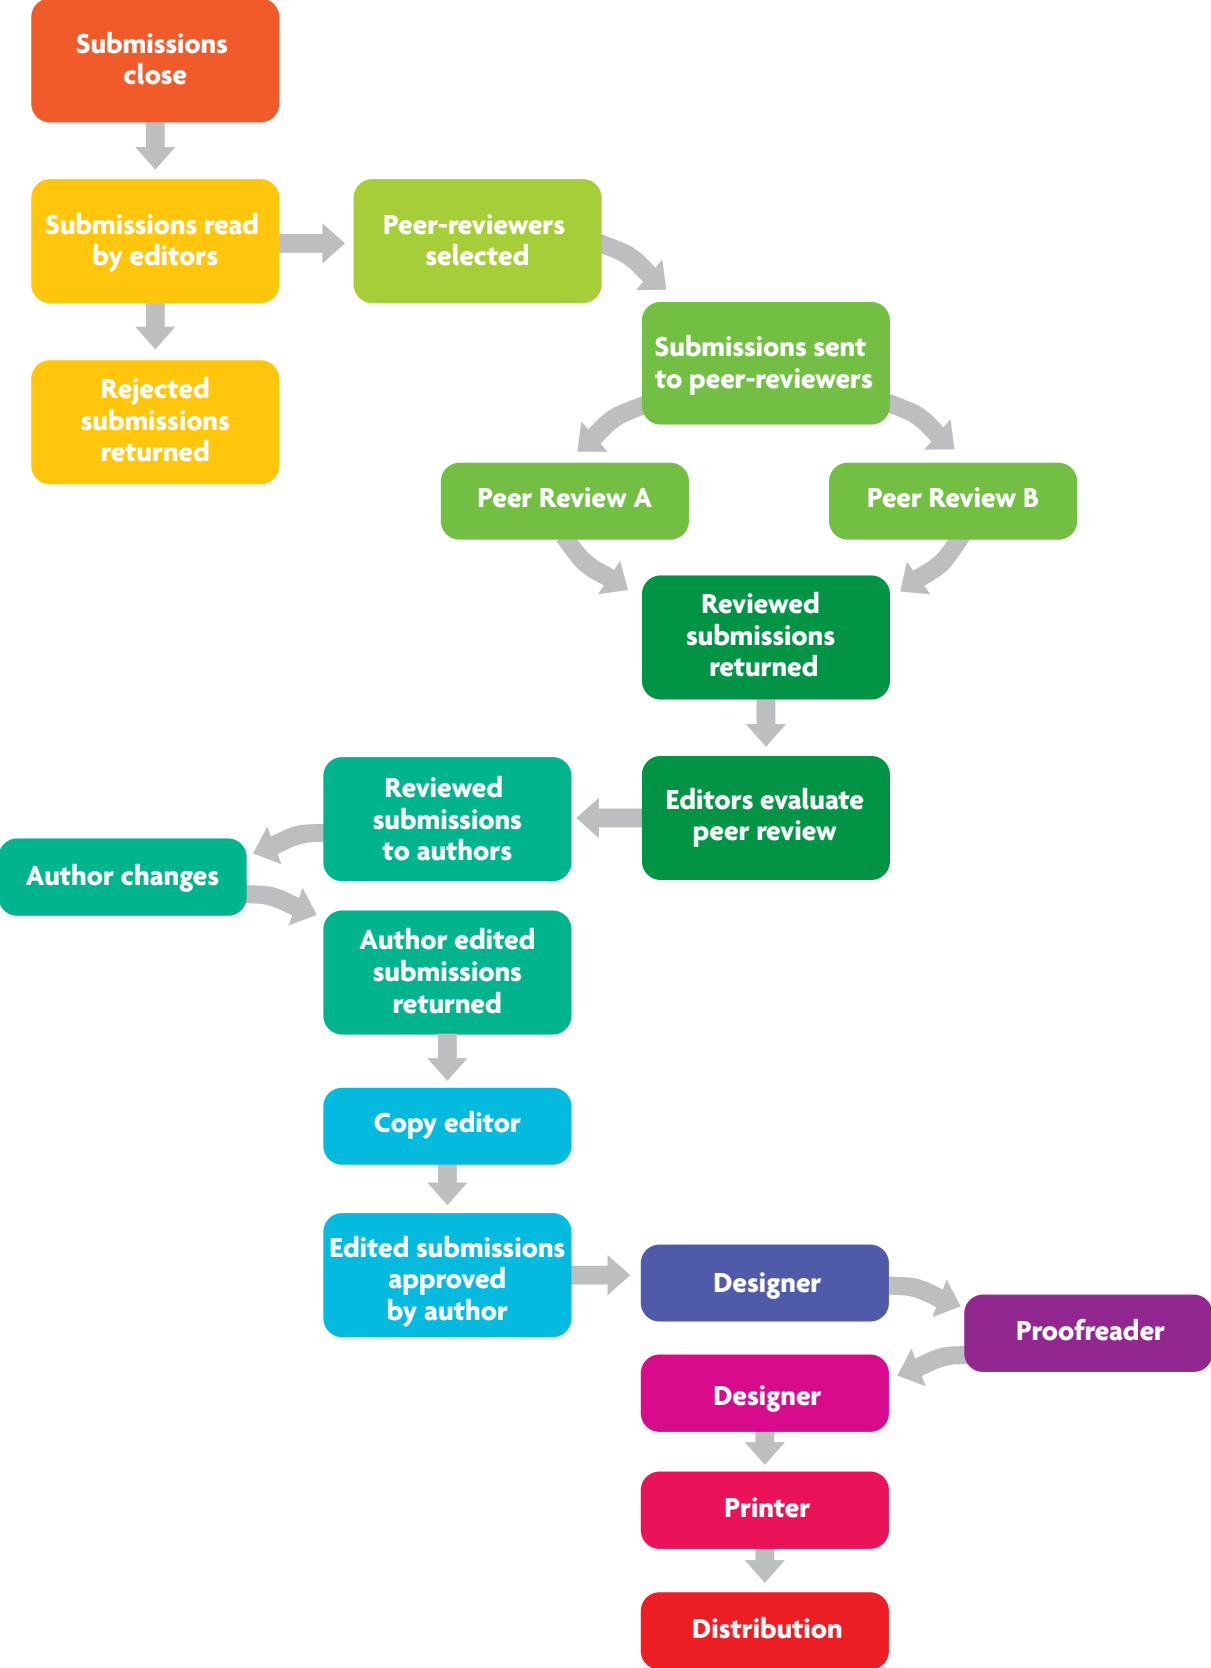 Submissions
close
Submissions read
by editors
Peer-reviewers
selected
Submissions sent
to peer-reviewers
Rejected
submissions
returned
Peer Review A
Peer Review B
Reviewed
submissions
returned
Editors evaluate
peer review
Reviewed
submissions
to authors
Author changes
Author edited
submissions
returned
Copy editor
Edited submissions
approved
by author
Designer
Proofreader
Designer
Printer
Distribution